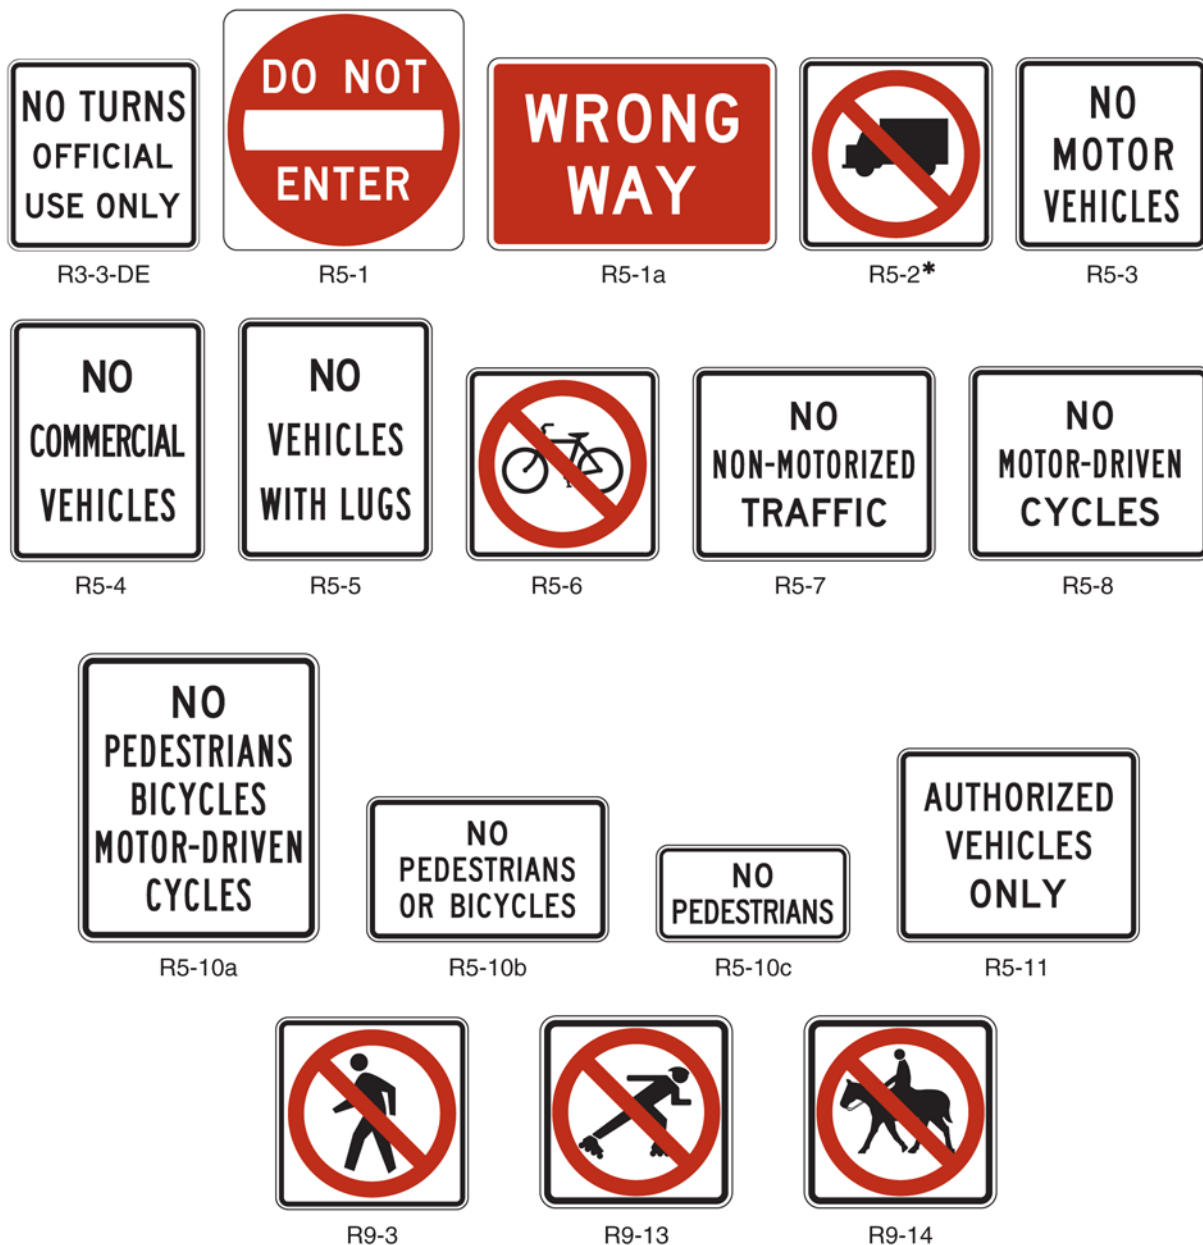 NO TURNS
OFFICIAL
USE ONLY
R3-3-DE
DO NOT
ENTER
R5-1
WRONG
WAY
R5-1a
R5-2*
NO
MOTOR
VEHICLES
R5-3
NO
COMMERCIAL
VEHICLES
R5-4
NO
VEHICLES
WITH LUGS
R5-5
R5-6
NO
NON-MOTORIZED
TRAFFIC
R5-7
NO
MOTOR-DRIVEN
CYCLES
R5-8
NO
PEDESTRIANS
BICYCLES
MOTOR-DRIVEN
CYCLES
R5-10a
NO
PEDESTRIANS
OR BICYCLES
R5-10b
NO
PEDESTRIANS
R5-10c
AUTHORIZED
VEHICLES
ONLY
R5-11
R9-3
R9-13
R9-14